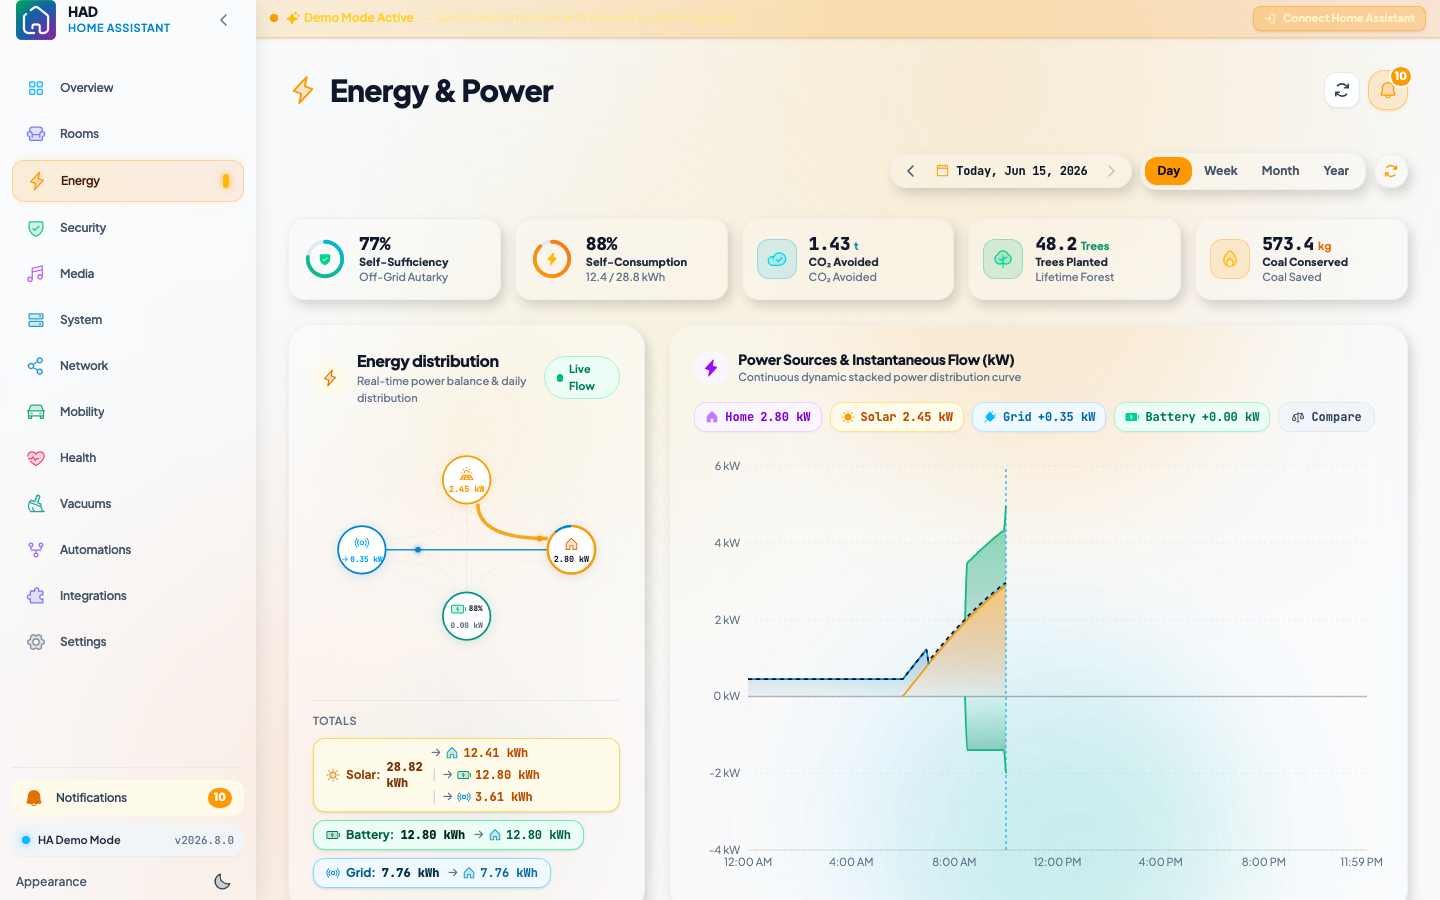 HAD
HOME ASSISTANT
Demo Mode Active
Connect Home Assistant
Overview
Rooms
Energy
Security
Media
System
Network
Mobility
Health
Vacuums
Automations
Integrations
Settings
Notifications 10
HA Demo Mode v2026.8.0
Appearance
Energy & Power
10
Today, Jun 15, 2026
Day Week Month Year
77%
Self-Sufficiency
Off-Grid Autarky
88%
Self-Consumption
12.4 / 28.8 kWh
1.43 t
CO₂ Avoided
CO₂ Avoided
48.2 Trees
Trees Planted
Lifetime Forest
573.4 kg
Coal Conserved
Coal Saved
Energy distribution
Real-time power balance & daily
distribution
Live
Flow
2.45 kW
→ 0.35 kW
2.80 kW
88%
0.00 kW
TOTALS
Solar: 28.82 kWh
→ 12.41 kWh
| → 12.80 kWh
| → 3.61 kWh
Battery: 12.80 kWh → 12.80 kWh
Grid: 7.76 kWh → 7.76 kWh
Power Sources & Instantaneous Flow (kW)
Continuous dynamic stacked power distribution curve
Home 2.80 kW
Solar 2.45 kW
Grid +0.35 kW
Battery +0.00 kW
Compare
6 kW
4 kW
2 kW
0 kW
-2 kW
-4 kW
12:00 AM 4:00 AM 8:00 AM 12:00 PM 4:00 PM 8:00 PM 11:59 PM